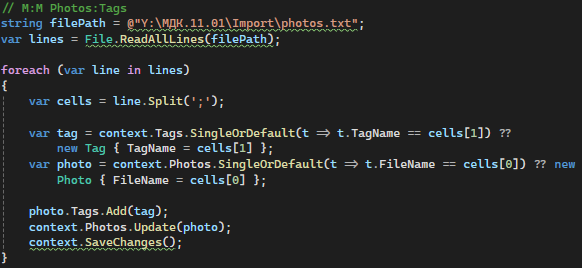 // M:M Photos:Tags
string filePath = @"Y:\МДК.11.01\Import\photos.txt";
var lines = File.ReadAllLines(filePath);
foreach (var line in lines)
{
var cells = line.Split(';');
var tag = context.Tags.SingleOrDefault(t => t.TagName == cells[1]) ??
new Tag { TagName = cells[1] };
var photo = context.Photos.SingleOrDefault(t => t.FileName == cells[0]) ?? new
Photo { FileName = cells[0] };
photo.Tags.Add(tag);
context.Photos.Update(photo);
context.SaveChanges();
}